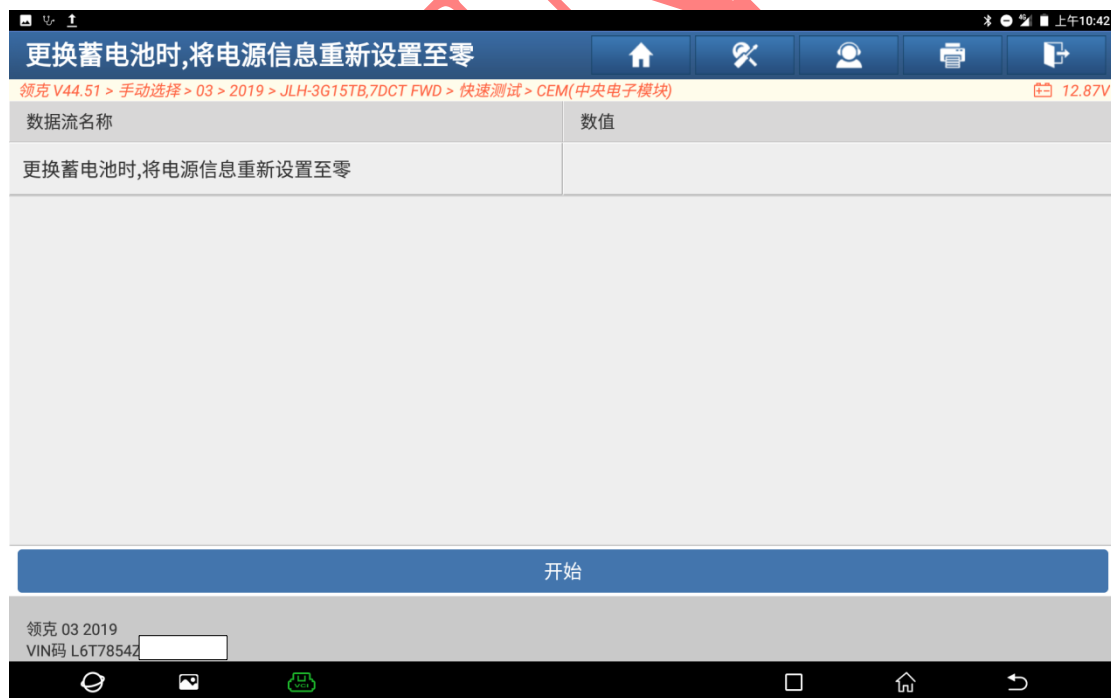 上午10:42
更换蓄电池时,将电源信息重新设置至零
领克 V44.51 > 手动选择 > 03 > 2019 > JLH-3G15TB,7DCT FWD > 快速测试 > CEM(中央电子模块) 12.87V
数据流名称 数值
更换蓄电池时,将电源信息重新设置至零
开始
领克 03 2019
VIN码 L6T7854Z
VCI